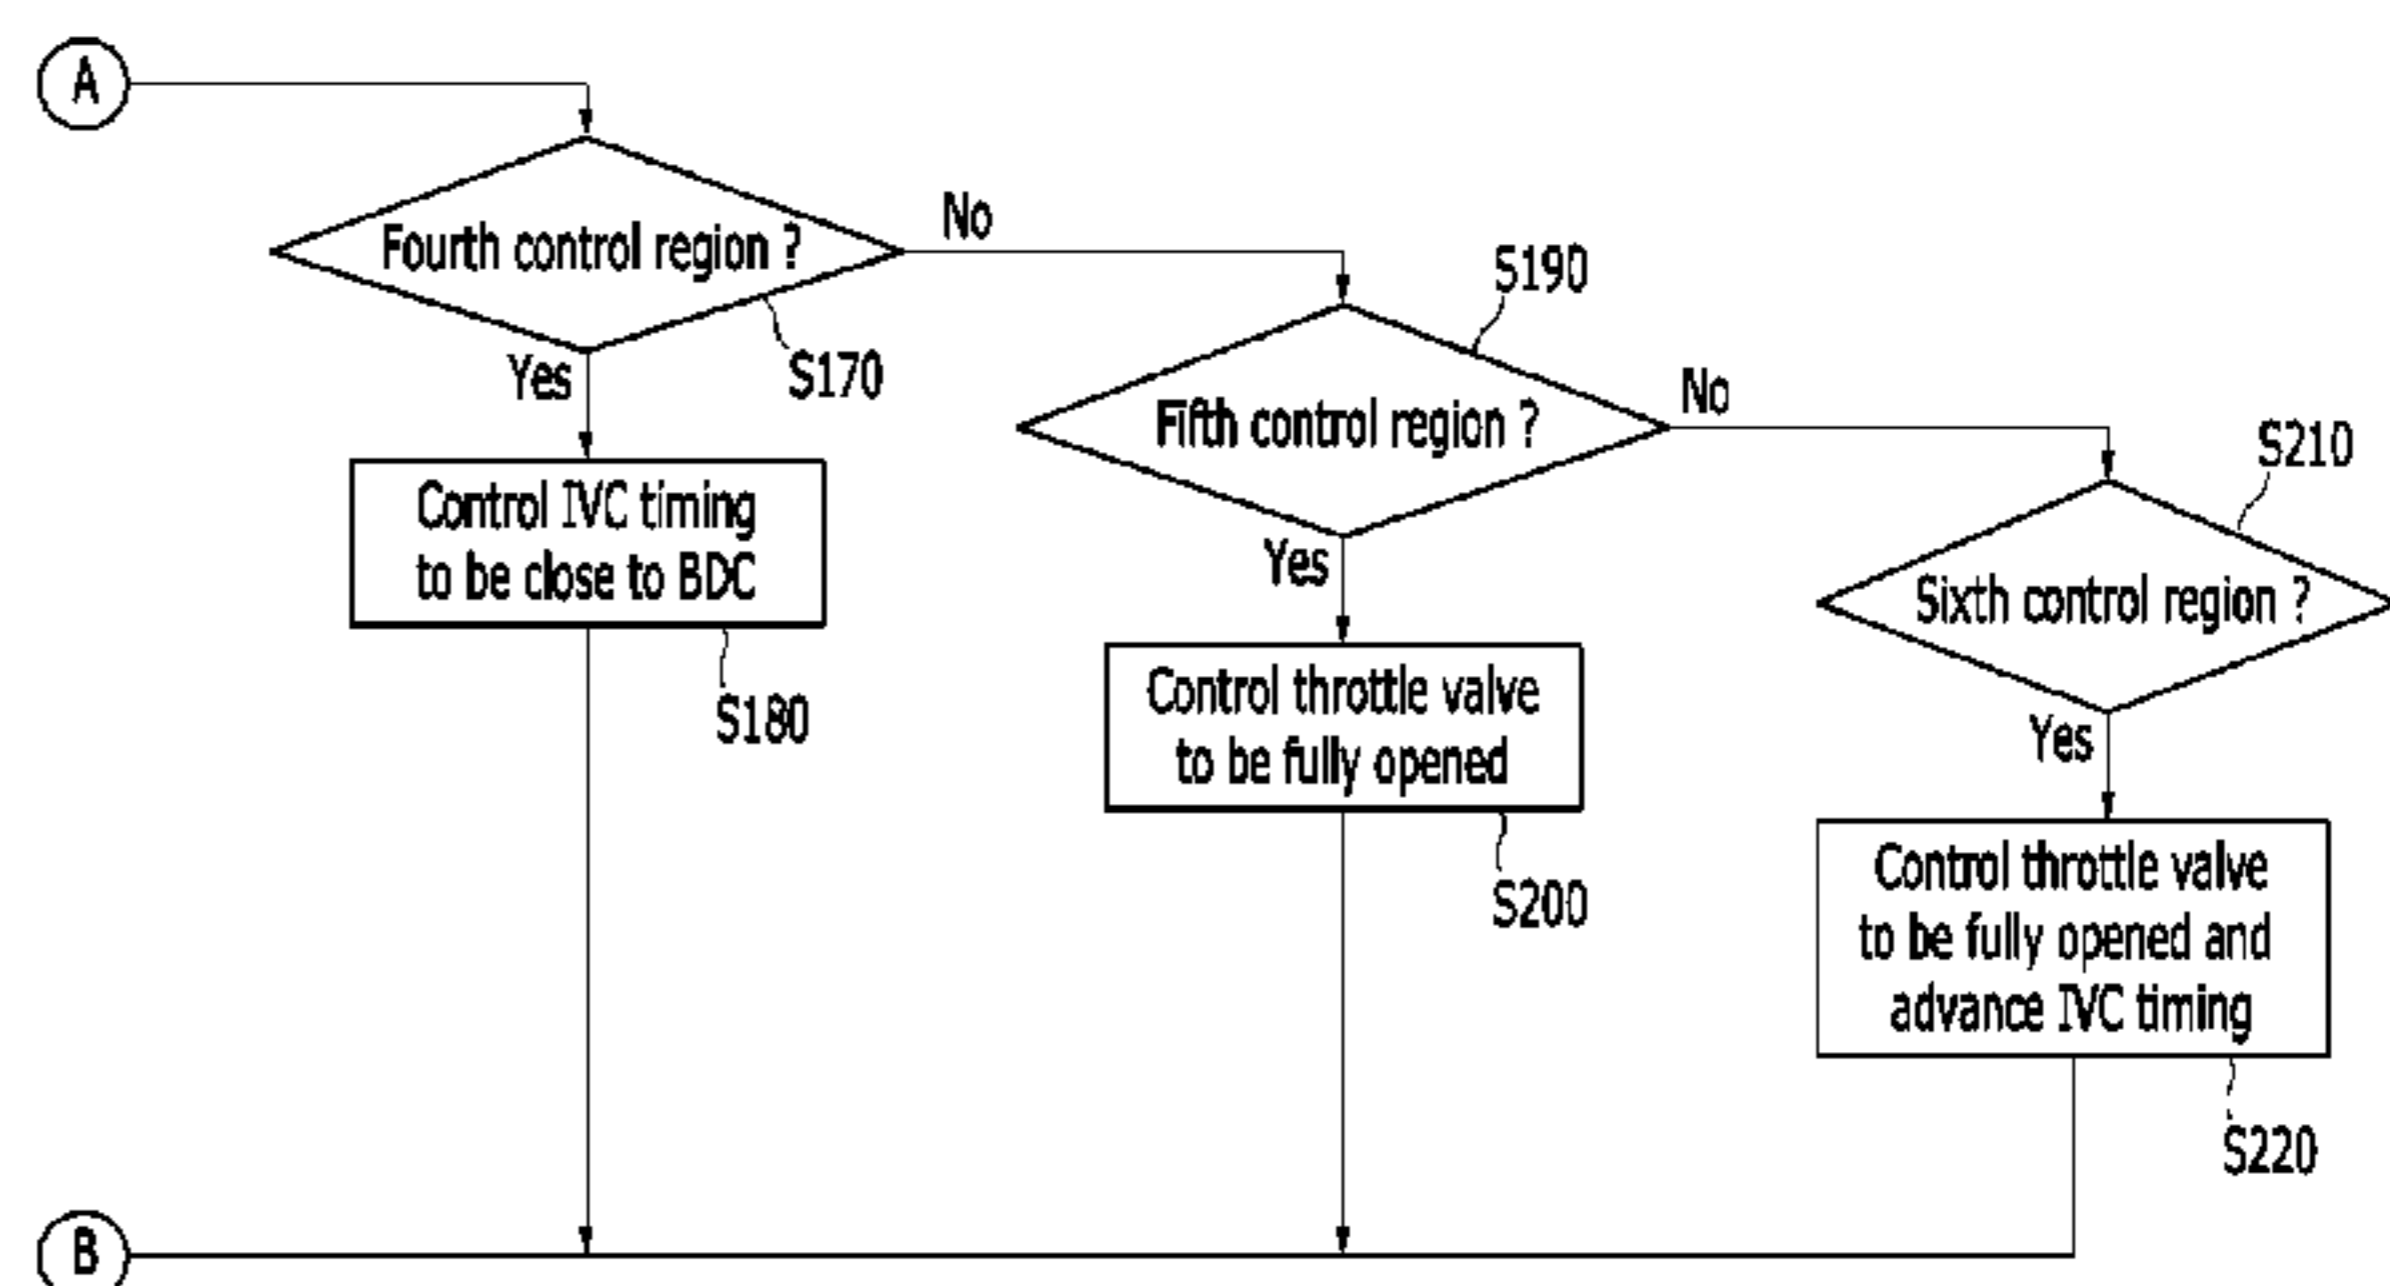 A
Fourth control region ?
No
S170
Yes
Control IVC timing
to be close to BDC
S180
S190
Fifth control region ?
No
Yes
Control throttle valve
to be fully opened
S200
S210
Sixth control region ?
Yes
Control throttle valve
to be fully opened and
advance IVC timing
S220
B